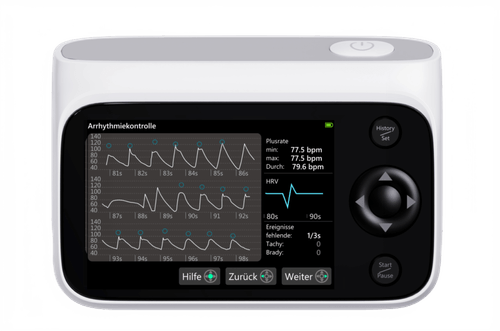 History
Set
Arrhythmiekontrolle
140
120
100
80
60
40
81s 82s 83s 84s 85s 86s
140
120
100
80
60
40
87s 88s 89s 90s 91s 92s
140
120
100
80
60
40
93s 94s 95s 96s 97s 98s
Plusrate
min: 77.5 bpm
max: 77.5 bpm
Durch: 79.6 bpm
HRV
80s 90s
Ereignisse
fehlende: 1/3s
Tachy: 0
Brady: 0
Hilfe Zurück Weiter
Start
Pause